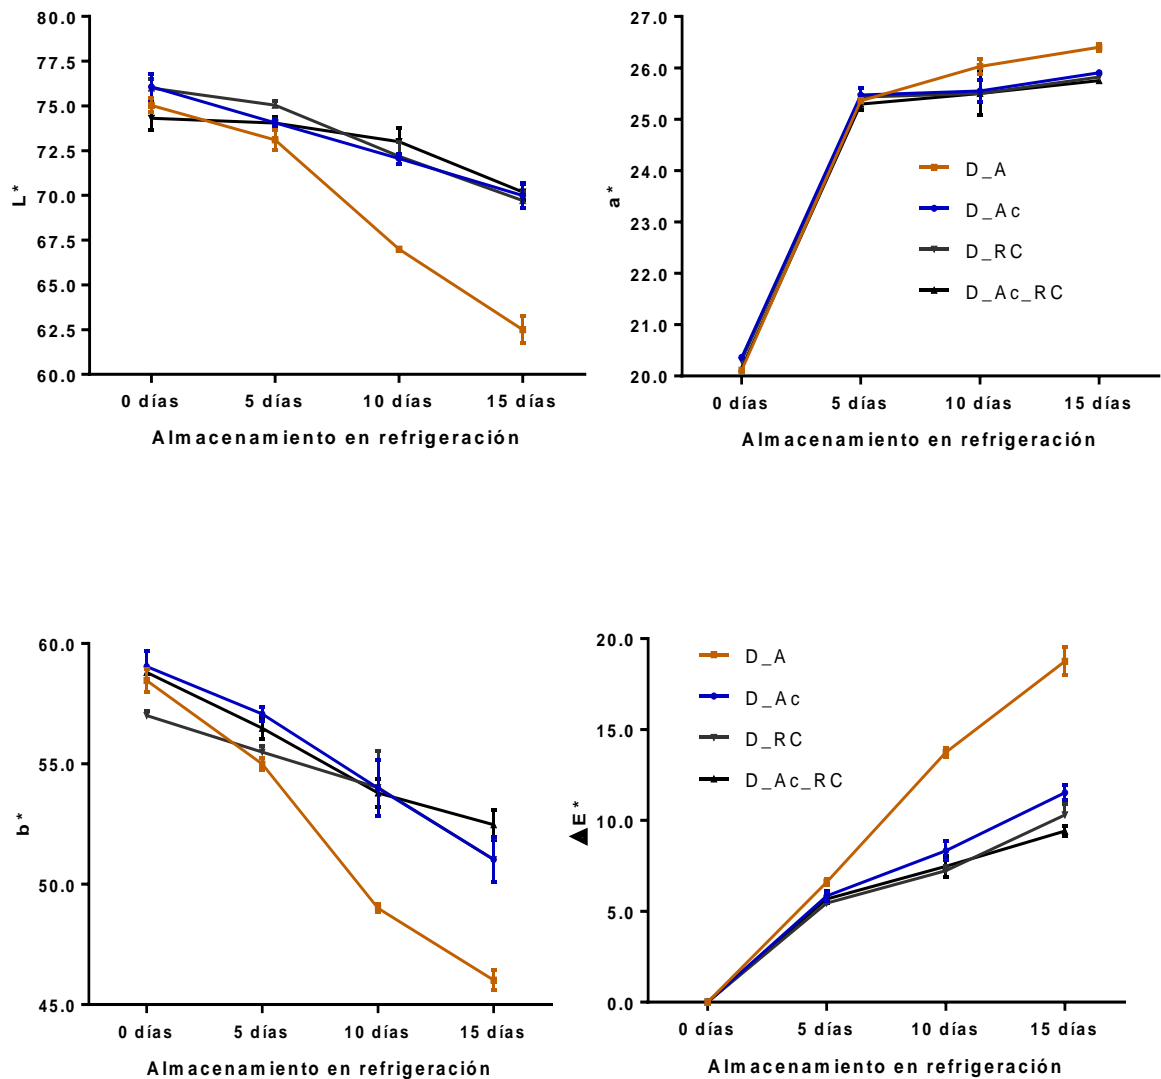 80.0
77.5
75.0
72.5
70.0
67.5
65.0
62.5
60.0
L*
0 días 5 días 10 días 15 días
Almacenamiento en refrigeración
27.0
26.0
25.0
24.0
23.0
22.0
21.0
20.0
a*
D_A
D_Ac
D_RC
D_Ac_RC
0 días 5 días 10 días 15 días
Almacenamiento en refrigeración
60.0
55.0
50.0
45.0
b*
0 días 5 días 10 días 15 días
Almacenamiento en refrigeración
20.0
15.0
10.0
5.0
0.0
▲E*
D_A
D_Ac
D_RC
D_Ac_RC
0 días 5 días 10 días 15 días
Almacenamiento en refrigeración